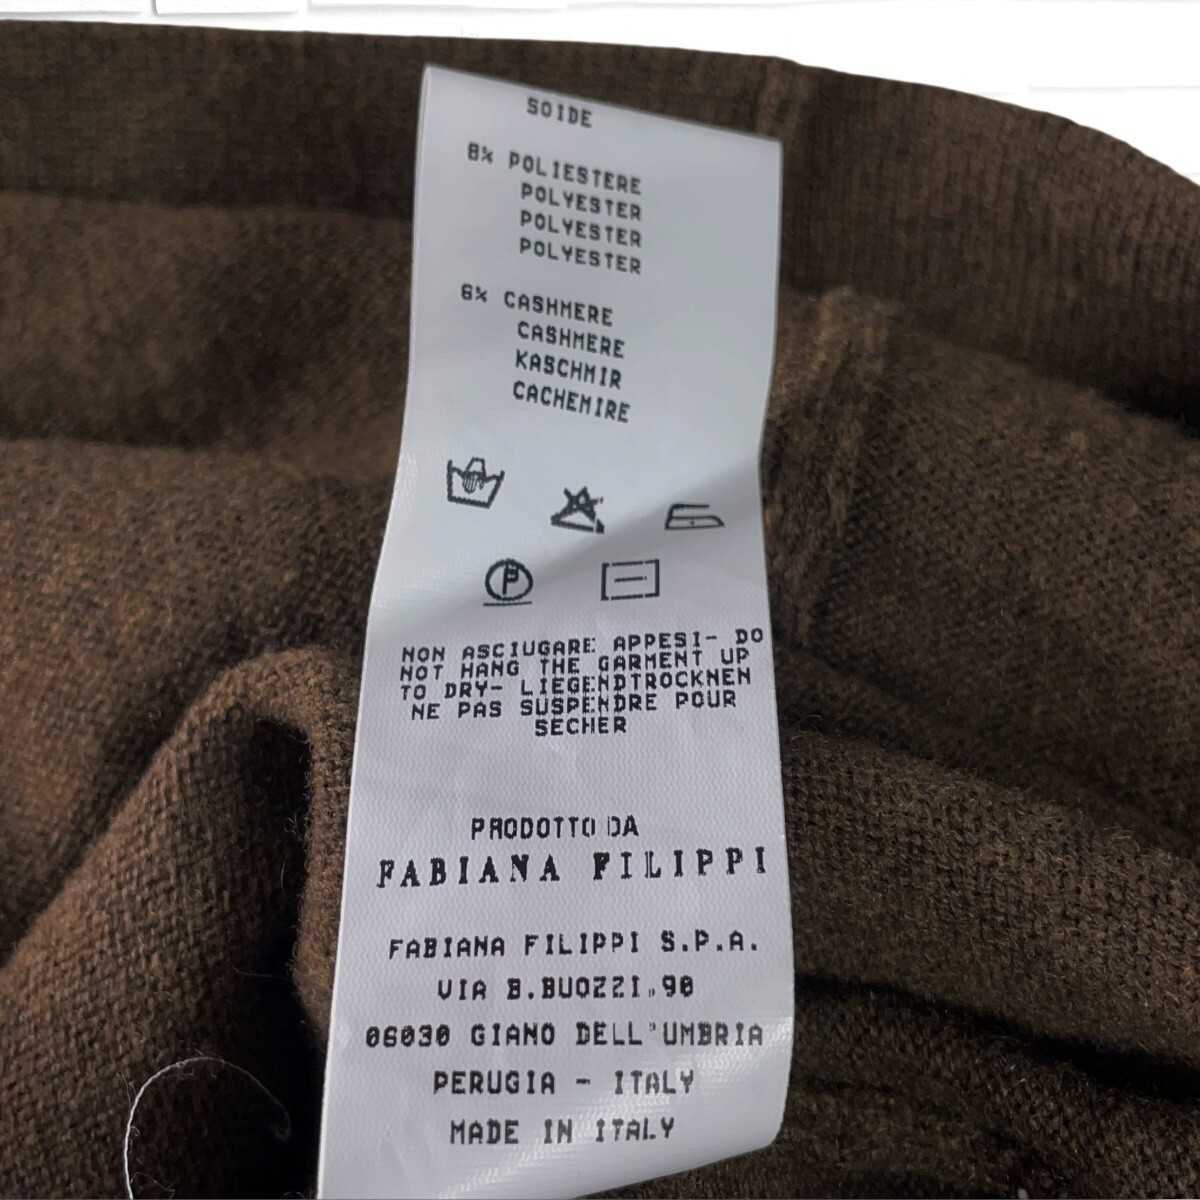 SOIDE
8% POLIESTERE
POLYESTER
POLYESTER
POLYESTER
6% CASHMERE
CASHMERE
KASCHMIR
CACHEMIRE
P
NON ASCIUGARE APPESI- DO
NOT HANG THE GARMENT UP
TO DRY- LIEGENDTROCKNEN
NE PAS SUSPENDRE POUR
SECHER
PRODOTTO DA
FABIANA FILIPPI
FABIANA FILIPPI S.P.A.
VIA B.BUOZZI,90
06030 GIANO DELL'UMBRIA
PERUGIA - ITALY
MADE IN ITALY